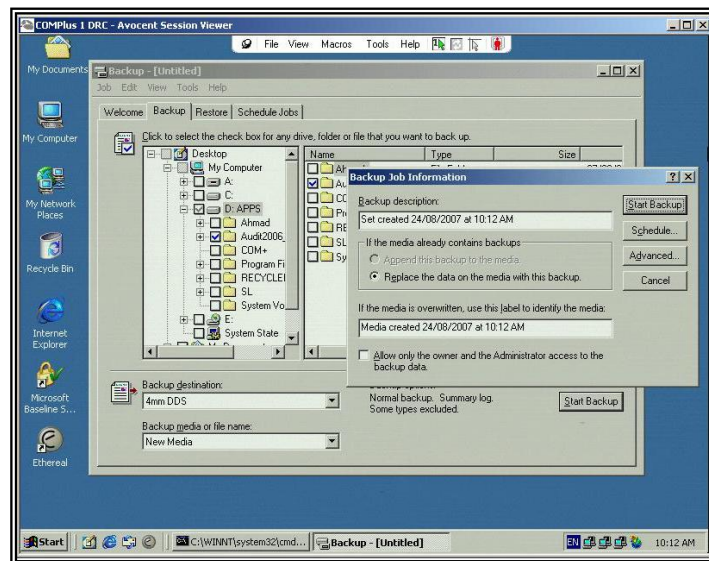 COMPlus 1 DRC - Avocent Session Viewer
File View Macros Tools Help
My Documents
My Computer
My Network
Places
Recycle Bin
Internet
Explorer
Microsoft
Baseline S...
Ethereal
Backup - [Untitled]
Job Edit View Tools Help
Welcome Backup Restore Schedule Jobs
Click to select the check box for any drive, folder or file that you want to back up.
Desktop
My Computer
A:
C:
D: APPS
Ahmad
Audit2006_
COM+
Program Fi
RECYCLE
SL
System Vo
E:
System State
Name Type Size
Au
CO
Pr
RE
SL
Sy
Backup destination:
4mm DDS
Backup media or file name:
New Media
Normal backup. Summary log.
Some types excluded.
Start Backup
Backup Job Information
Backup description:
Set created 24/08/2007 at 10:12 AM
If the media already contains backups
Append this backup to the media.
Replace the data on the media with this backup.
If the media is overwritten, use this label to identify the media:
Media created 24/08/2007 at 10:12 AM
Allow only the owner and the Administrator access to the
backup data.
Start Backup
Schedule...
Advanced...
Cancel
Start
C:\WINNT\system32\cmd...
Backup - [Untitled]
EN
10:12 AM